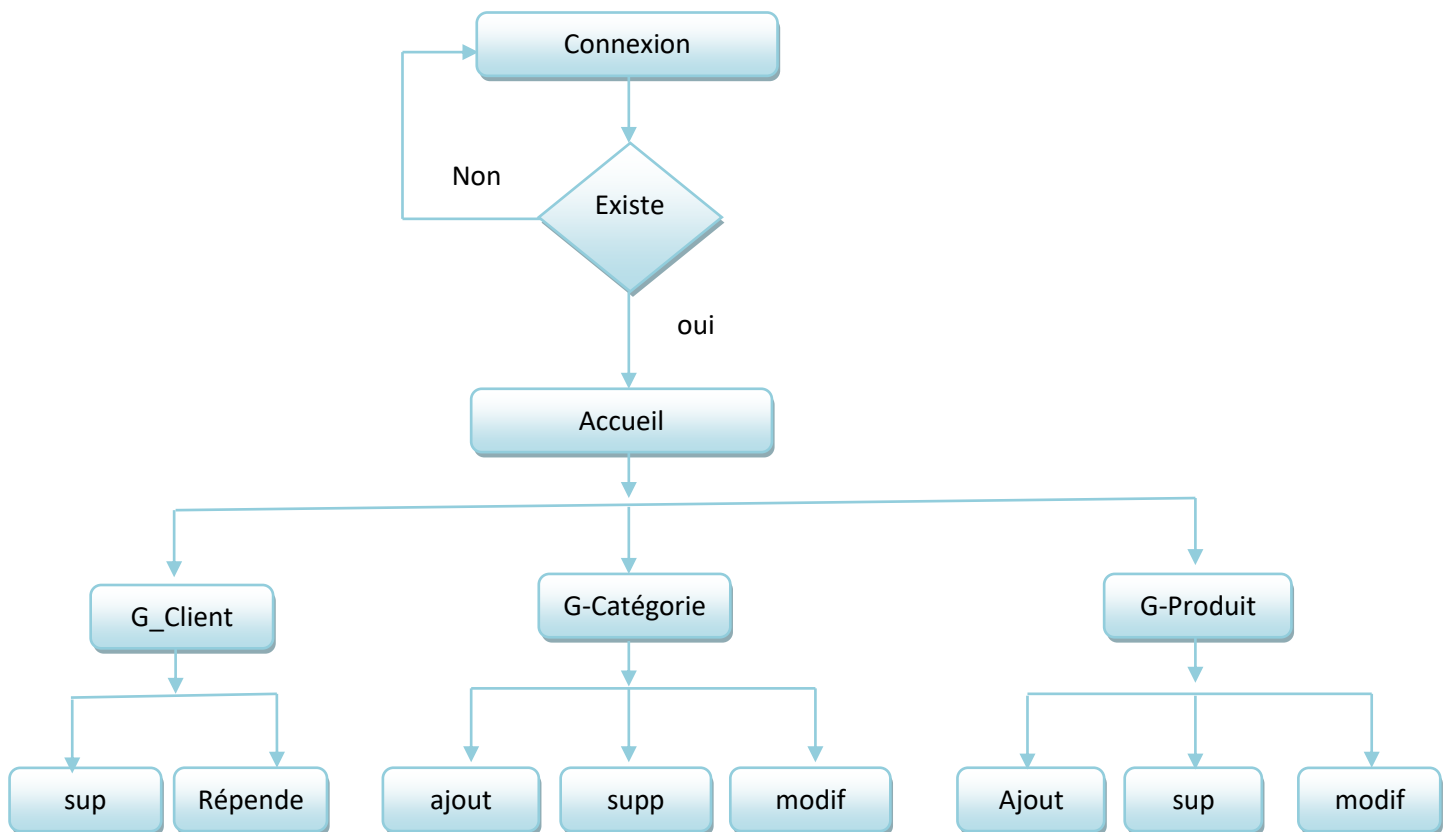 Connexion
Non
Existe
oui
Accueil
G_Client
G-Catégorie
G-Produit
sup
Répende
ajout
supp
modif
Ajout
sup
modif